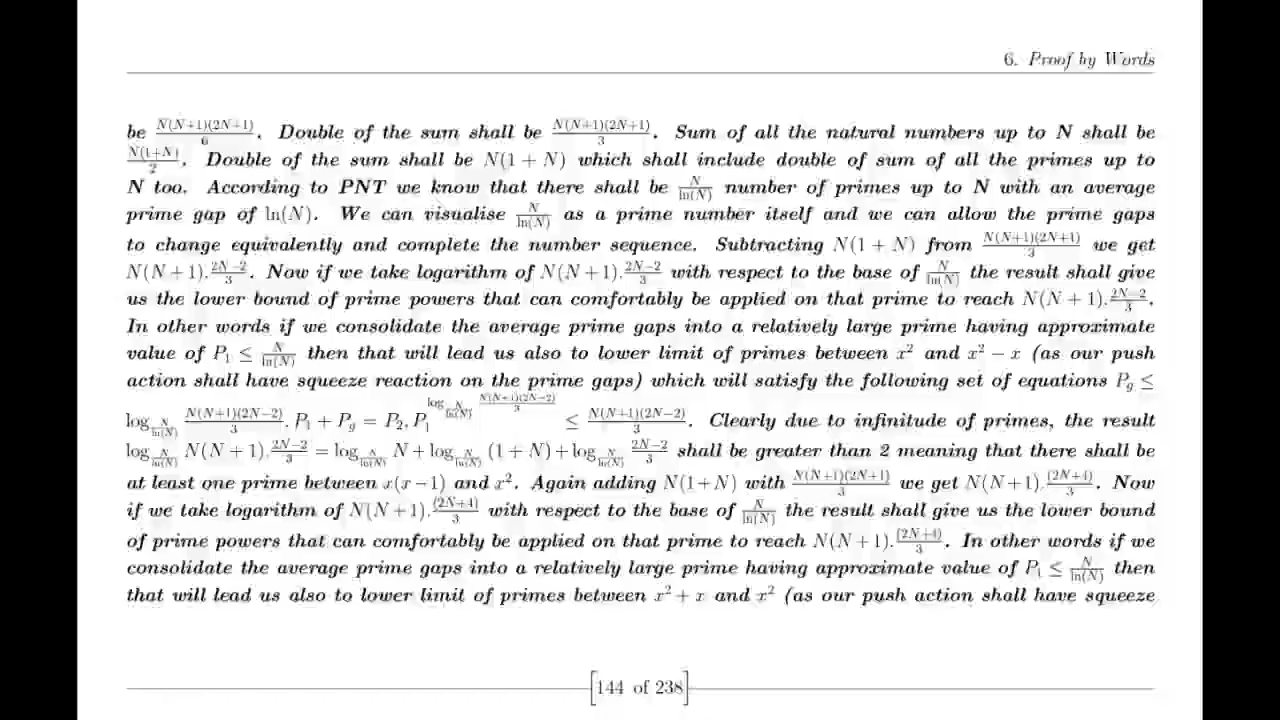 6. Proof by Words
be N(N+1)(2N+1)/6. Double of the sum shall be N(N+1)(2N+1)/3. Sum of all the natural numbers up to N shall be
N(1+N)/2. Double of the sum shall be N(1 + N) which shall include double of sum of all the primes up to
N too. According to PNT we know that there shall be N/ln(N) number of primes up to N with an average
prime gap of ln(N). We can visualise N/ln(N) as a prime number itself and we can allow the prime gaps
to change equivalently and complete the number sequence. Subtracting N(1 + N) from N(N+1)(2N+1)/3 we get
N(N + 1).2N−2/3. Now if we take logarithm of N(N + 1).2N−2/3 with respect to the base of N/ln(N) the result shall give
us the lower bound of prime powers that can comfortably be applied on that prime to reach N(N + 1).2N−2/3.
In other words if we consolidate the average prime gaps into a relatively large prime having approximate
value of P₁ ≤ N/ln(N) then that will lead us also to lower limit of primes between x² and x² − x (as our push
action shall have squeeze reaction on the prime gaps) which will satisfy the following set of equations P_g ≤
log_{N/ln(N)} N(N+1)(2N−2)/3. P₁ + P_g = P₂, P₁^{log_{N/ln(N)} N(N+1)(2N−2)/3} ≤ N(N+1)(2N−2)/3. Clearly due to infinitude of primes, the result
log_{N/ln(N)} N(N + 1).2N−2/3 = log_{N/ln(N)} N + log_{N/ln(N)} (1 + N) + log_{N/ln(N)} 2N−2/3 shall be greater than 2 meaning that there shall be
at least one prime between x(x − 1) and x². Again adding N(1+N) with N(N+1)(2N+1)/3 we get N(N+1).(2N+4)/3. Now
if we take logarithm of N(N + 1).(2N+4)/3 with respect to the base of N/ln(N) the result shall give us the lower bound
of prime powers that can comfortably be applied on that prime to reach N(N + 1).(2N+4)/3. In other words if we
consolidate the average prime gaps into a relatively large prime having approximate value of P₁ ≤ N/ln(N) then
that will lead us also to lower limit of primes between x² + x and x² (as our push action shall have squeeze
144 of 238